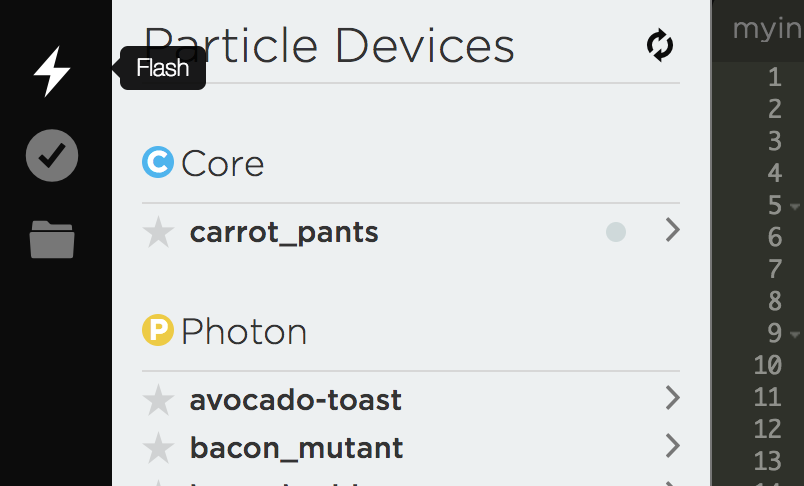 Particle Devices
Flash
C Core
carrot_pants
P Photon
avocado-toast
bacon_mutant
myin
1
2
3
4
5
6
7
8
9
10
11
12
13